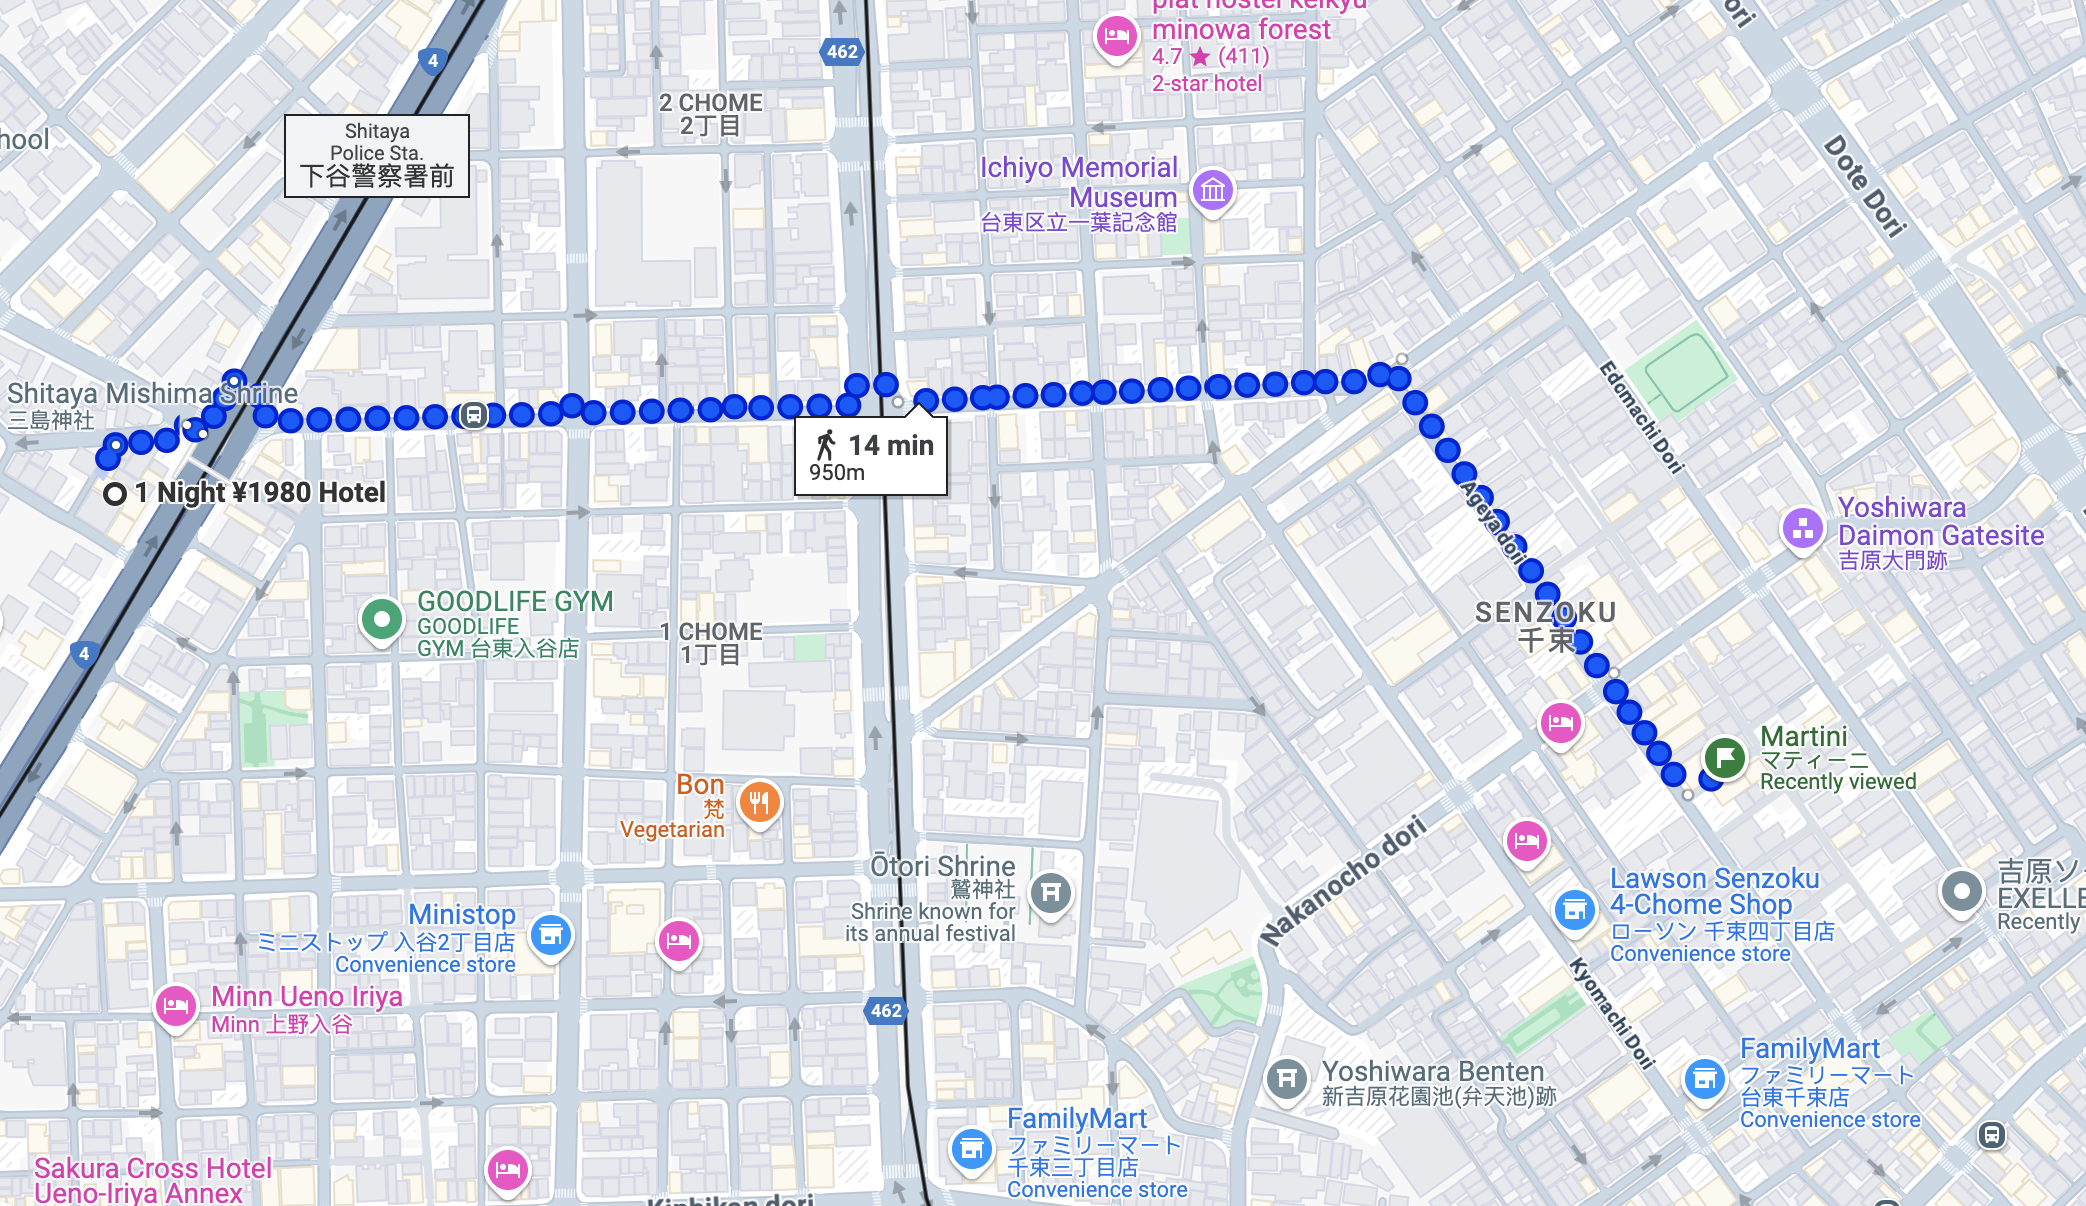 plat hostel keikyu
minowa forest
4.7 ★ (411)
2-star hotel
Dori
4
462
Shitaya
Police Sta.
下谷警察署前
2 CHOME
2丁目
hool
Ichiyo Memorial
Museum
台東区立一葉記念館
Dote Dori
Shitaya Mishima Shrine
三島神社
Edomachi Dori
14 min
950m
1 Night ¥1980 Hotel
Ageyadori
Yoshiwara
Daimon Gatesite
吉原大門跡
GOODLIFE GYM
GOODLIFE
GYM 台東入谷店
1 CHOME
1丁目
SENZOKU
千束
4
Martini
マティーニ
Recently viewed
Bon
梵
Vegetarian
Nakanocho dori
Ōtori Shrine
鷲神社
Shrine known for
its annual festival
Lawson Senzoku
4-Chome Shop
ローソン 千束四丁目店
Convenience store
吉原ソ
EXELLE
Recently
Ministop
ミニストップ 入谷2丁目店
Convenience store
Kyomachi Dori
Minn Ueno Iriya
Minn 上野入谷
462
Yoshiwara Benten
新吉原花園池(弁天池)跡
FamilyMart
ファミリーマート
台東千束店
Convenience store
FamilyMart
ファミリーマート
千束三丁目店
Convenience store
Sakura Cross Hotel
Ueno-Iriya Annex
Kinbikan dori